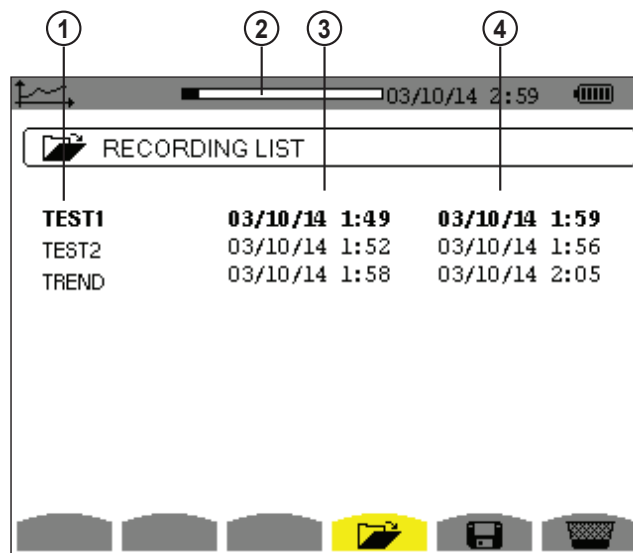 1 2 3 4
03/10/14 2:59
RECORDING LIST
TEST1 03/10/14 1:49 03/10/14 1:59
TEST2 03/10/14 1:52 03/10/14 1:56
TREND 03/10/14 1:58 03/10/14 2:05